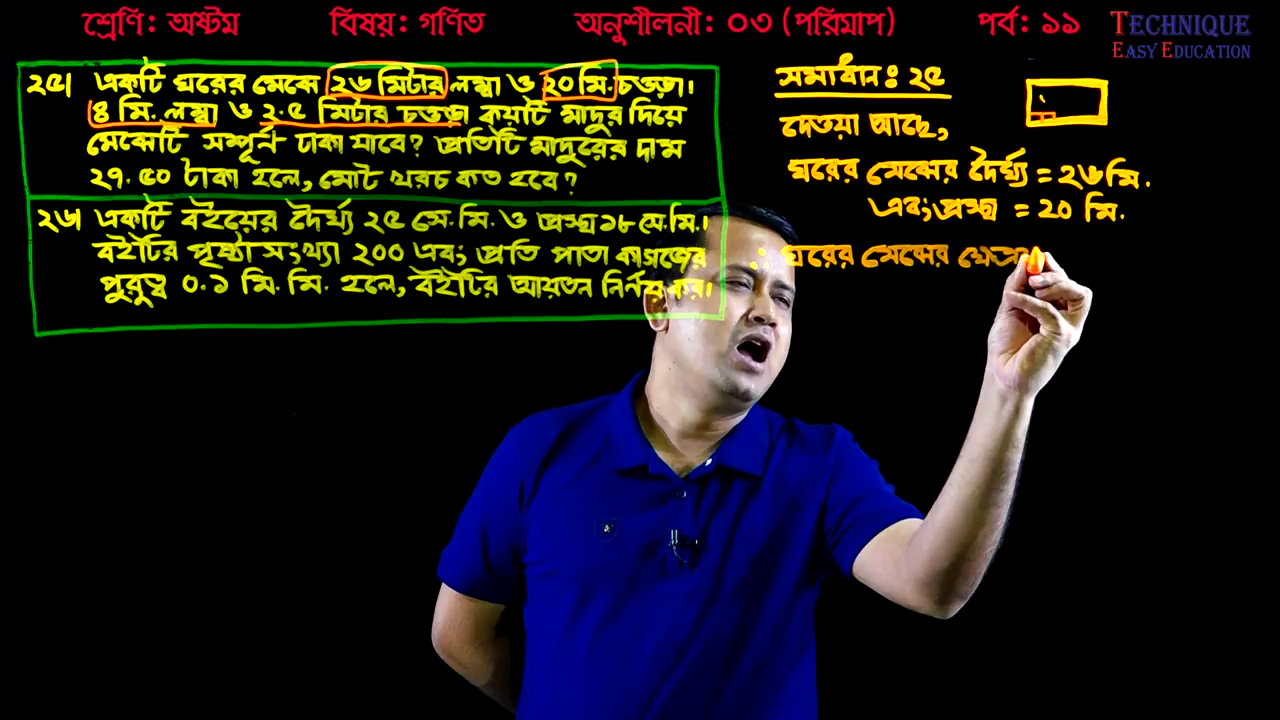 শ্রেণি: অষ্টম বিষয়: গণিত অনুশীলনী: ০৩ (পরিমাপ) পর্ব: ১১
TECHNIQUE
EASY EDUCATION
২৫। একটি ঘরের মেঝে ২৬ মিটার লম্বা ও ২০ মি. চওড়া।
৪ মি. লম্বা ও ২.৫ মিটার চওড়া কয়টি মাদুর দিয়ে
মেঝেটি সম্পূর্ন ঢাকা যাবে? প্রতিটি মাদুরের দাম
২৭.৫০ টাকা হলে, মোট খরচ কত হবে?
২৬। একটি বইয়ের দৈর্ঘ্য ২৫ সে.মি. ও প্রস্থ ১৮ সে.মি.।
বইটির পৃষ্ঠা সংখ্যা ২০০ এবং প্রতি পাতা কাগজের
পুরুত্ব ০.১ মি. মি. হলে, বইটির আয়তন নির্নয় কর।
সমাধান: ২৫
দেওয়া আছে,
ঘরের মেঝের দৈর্ঘ্য = ২৬ মি.
এবং প্রস্থ = ২০ মি.
∴ ঘরের মেঝের